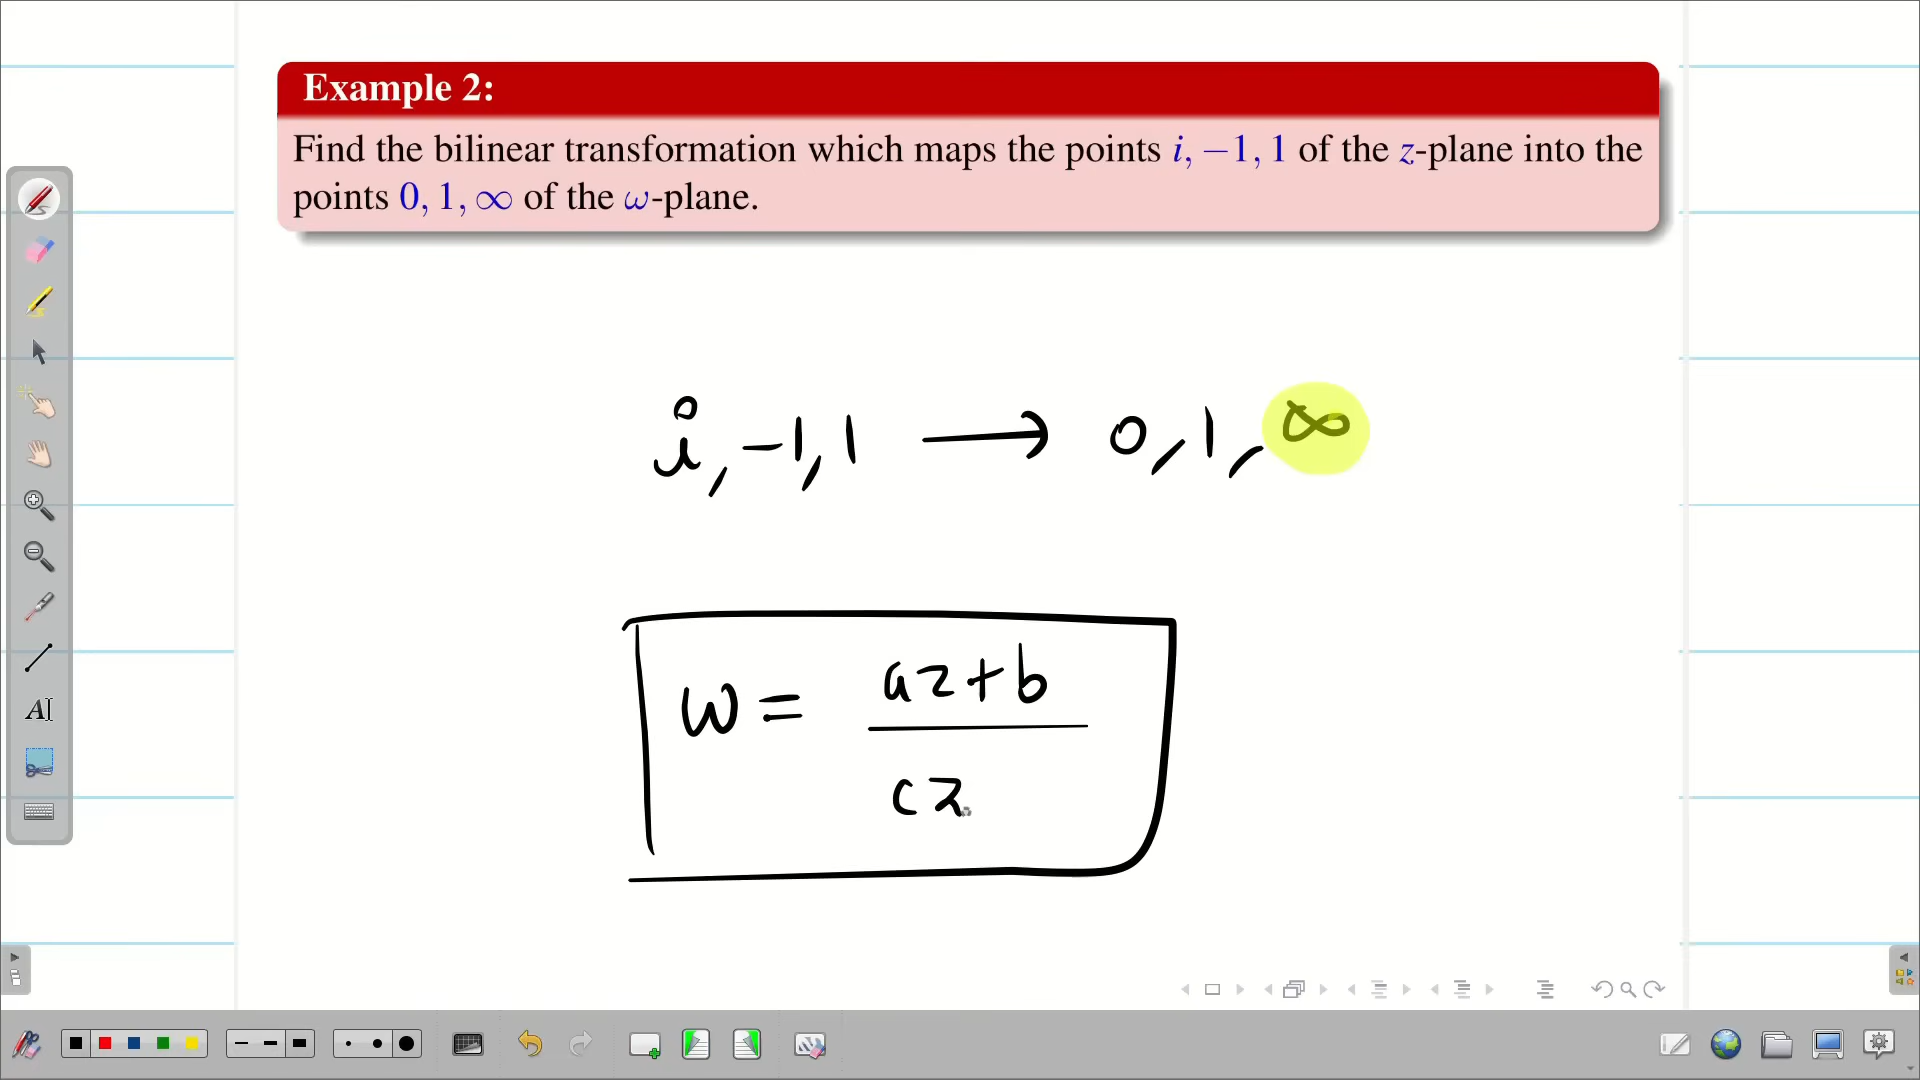 Example 2:
Find the bilinear transformation which maps the points i, −1, 1 of the z-plane into the
points 0, 1, ∞ of the ω-plane.
i, −1, 1 ⟶ 0, 1, ∞
w = az+b
cz